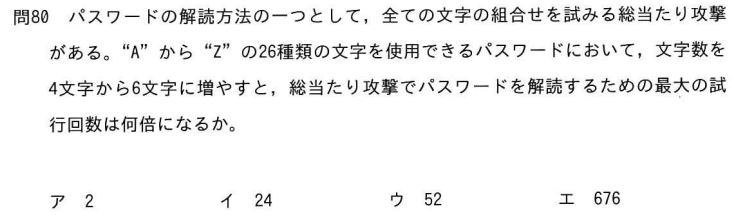 問80 パスワードの解読方法の一つとして，全ての文字の組合せを試みる総当たり攻撃
がある。“A”から“Z”の26種類の文字を使用できるパスワードにおいて，文字数を
4文字から6文字に増やすと，総当たり攻撃でパスワードを解読するための最大の試
行回数は何倍になるか。
ア 2 イ 24 ウ 52 エ 676